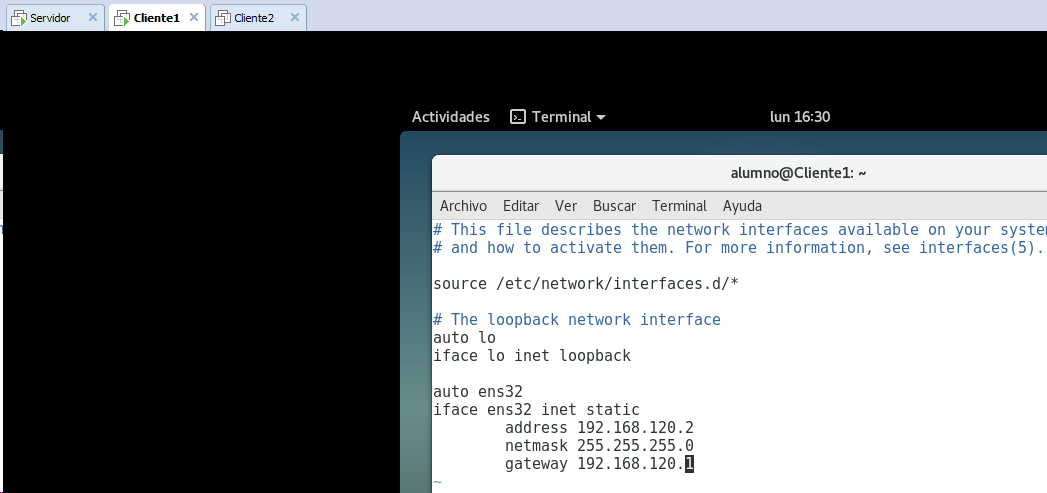 Servidor
Cliente1
Cliente2
Actividades
Terminal
lun 16:30
alumno@Cliente1: ~
Archivo Editar Ver Buscar Terminal Ayuda
# This file describes the network interfaces available on your system
# and how to activate them. For more information, see interfaces(5).
source /etc/network/interfaces.d/*
# The loopback network interface
auto lo
iface lo inet loopback
auto ens32
iface ens32 inet static
address 192.168.120.2
netmask 255.255.255.0
gateway 192.168.120.1
~